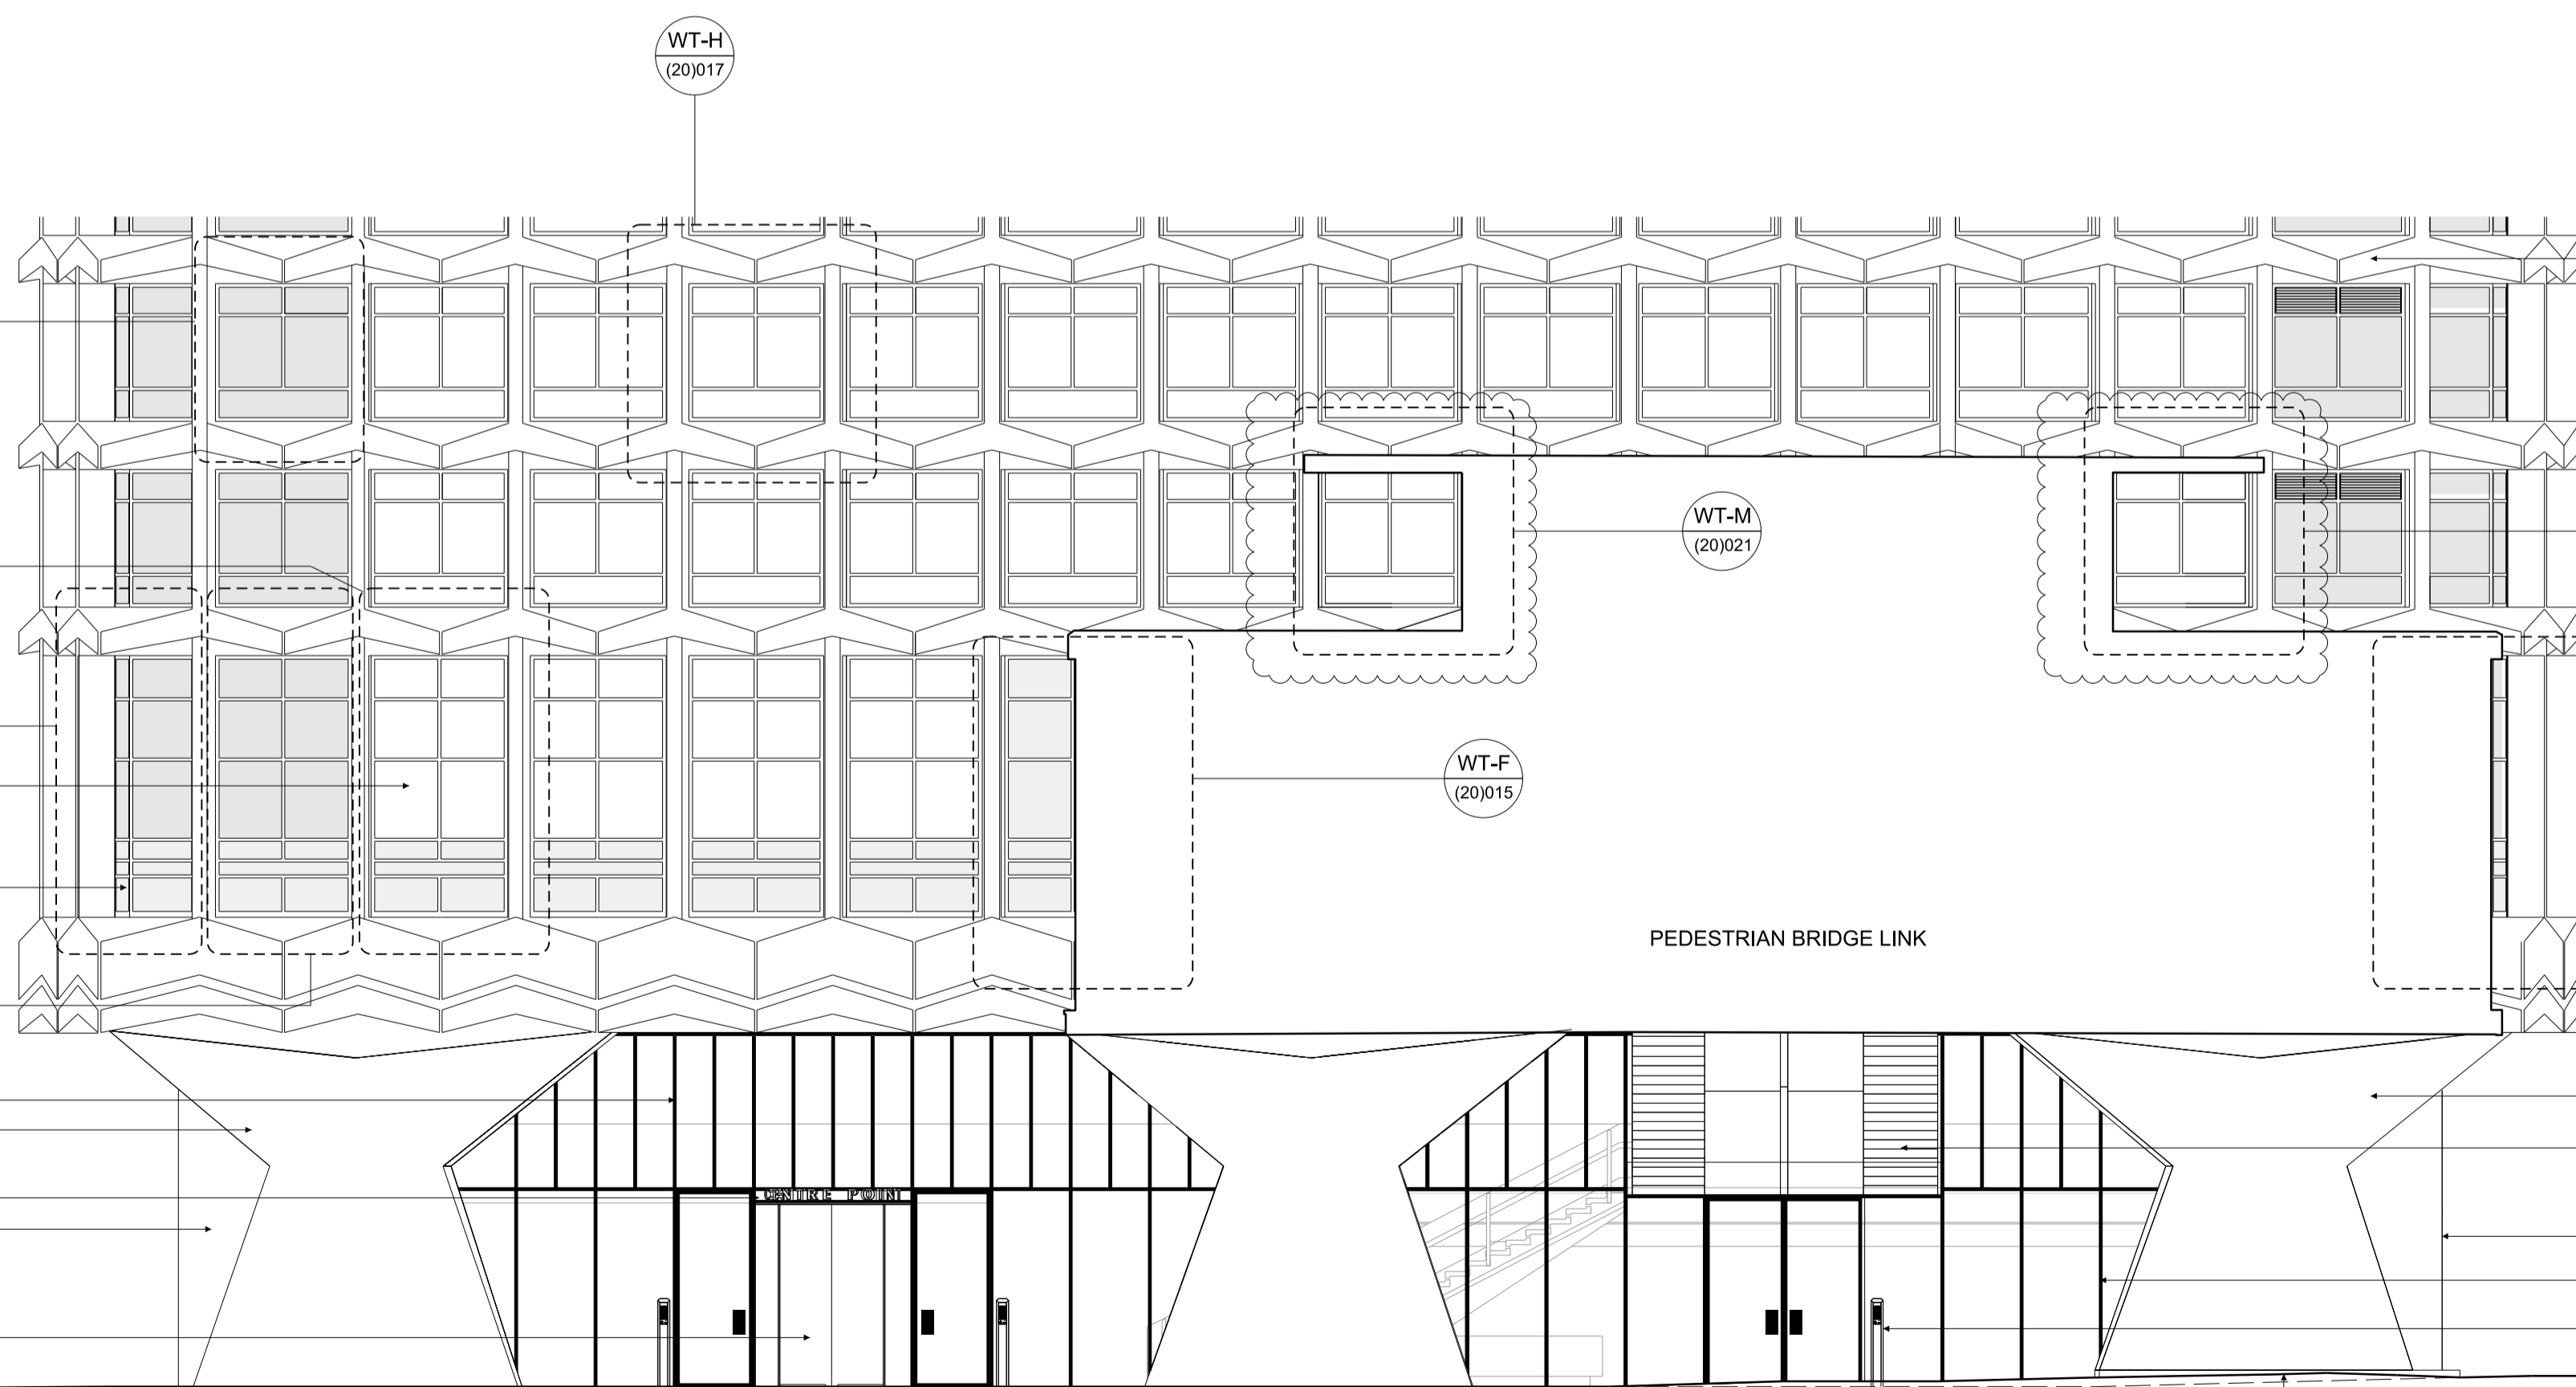 WT-H
(20)017
WT-M
(20)021
WT-F
(20)015
PEDESTRIAN BRIDGE LINK
CENTRE POINT